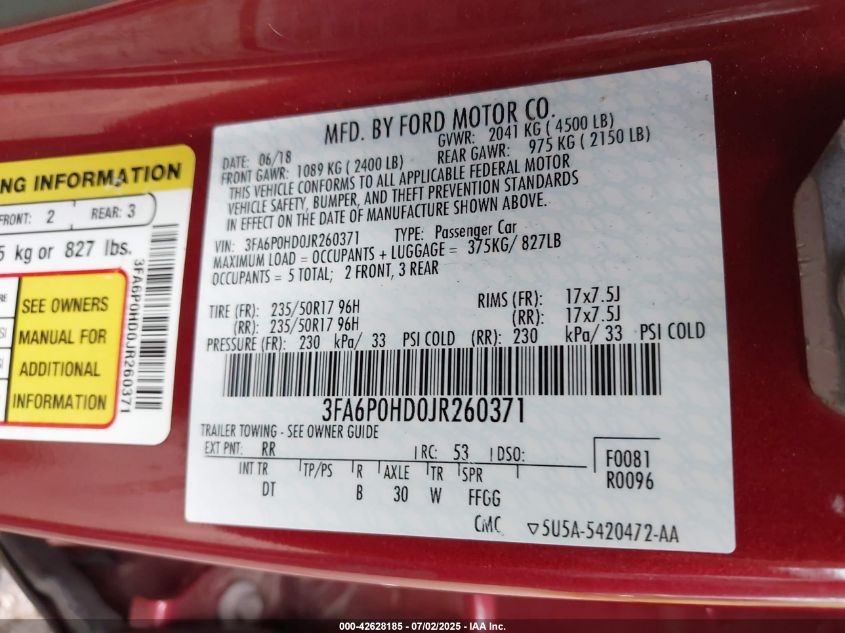 NG INFORMATION
FRONT: 2 REAR: 3
5 kg or 827 lbs.
SEE OWNERS
MANUAL FOR
ADDITIONAL
INFORMATION
3FA6P0HD0JR260371
MFD. BY FORD MOTOR CO.
DATE: 06/18 GVWR: 2041 KG ( 4500 LB)
FRONT GAWR: 1089 KG ( 2400 LB) REAR GAWR: 975 KG ( 2150 LB)
THIS VEHICLE CONFORMS TO ALL APPLICABLE FEDERAL MOTOR
VEHICLE SAFETY, BUMPER, AND THEFT PREVENTION STANDARDS
IN EFFECT ON THE DATE OF MANUFACTURE SHOWN ABOVE.
VIN: 3FA6P0HD0JR260371 TYPE: Passenger Car
MAXIMUM LOAD = OCCUPANTS + LUGGAGE = 375KG/ 827LB
OCCUPANTS = 5 TOTAL; 2 FRONT, 3 REAR
TIRE (FR): 235/50R17 96H RIMS (FR): 17x7.5J
(RR): 235/50R17 96H (RR): 17x7.5J
PRESSURE (FR): 230 kPa/ 33 PSI COLD (RR): 230 kPa/ 33 PSI COLD
3FA6P0HD0JR260371
TRAILER TOWING - SEE OWNER GUIDE
EXT PNT: RR RC: 53 DSO: F0081
INT TR TP/PS R AXLE TR SPR R0096
DT B 30 W FFGG
CMC ▽5U5A-5420472-AA
000-42628185 - 07/02/2025 - IAA Inc.